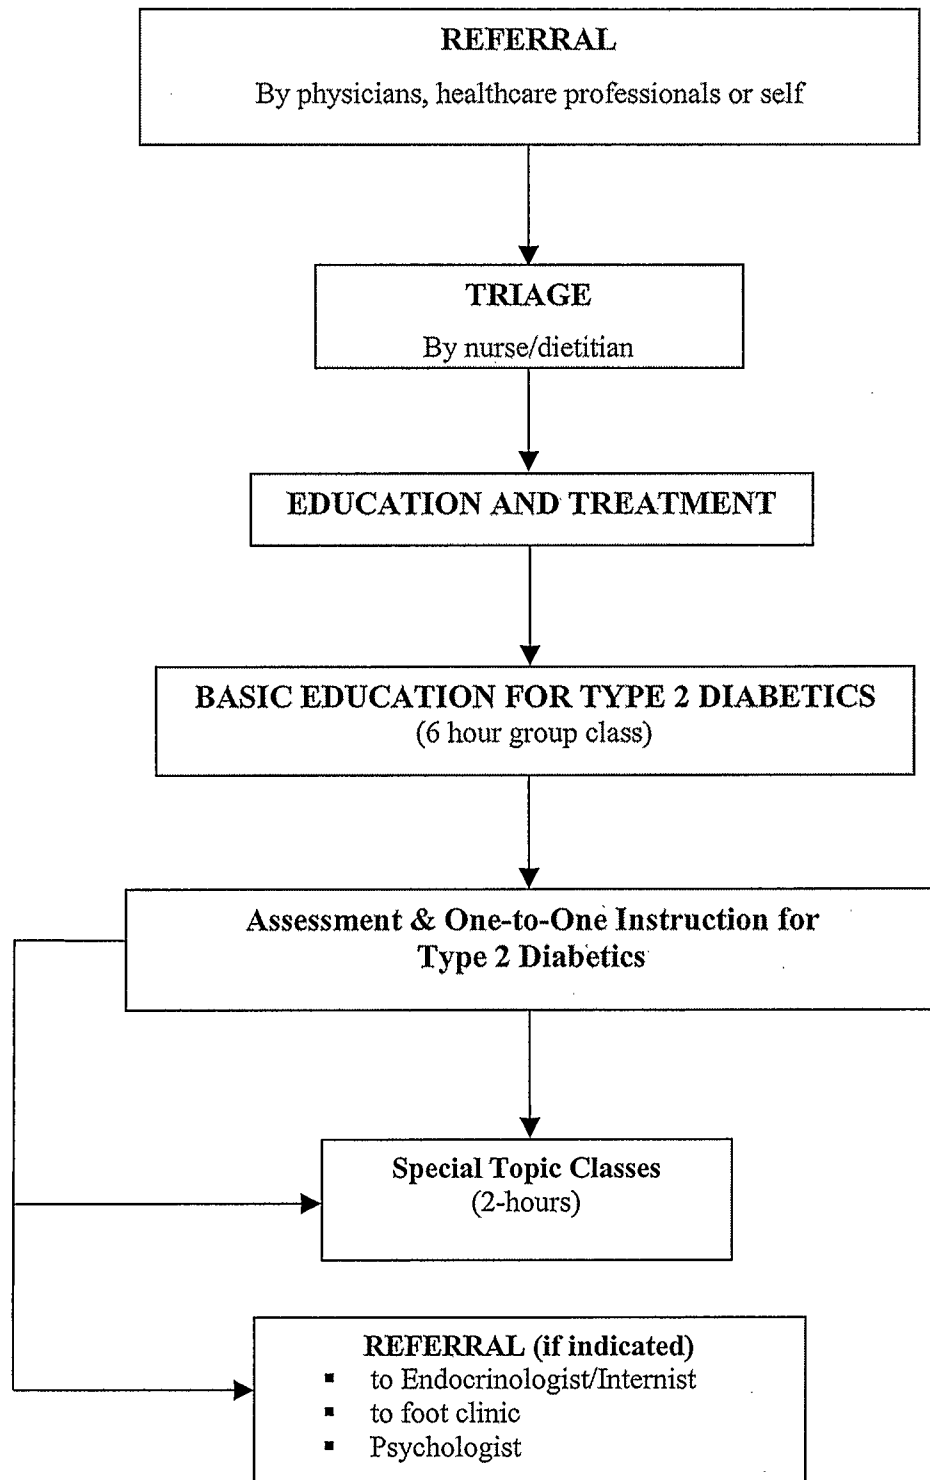 REFERRAL
By physicians, healthcare professionals or self
TRIAGE
By nurse/dietitian
EDUCATION AND TREATMENT
BASIC EDUCATION FOR TYPE 2 DIABETICS
(6 hour group class)
Assessment & One-to-One Instruction for
Type 2 Diabetics
Special Topic Classes
(2-hours)
REFERRAL (if indicated)
▪ to Endocrinologist/Internist
▪ to foot clinic
▪ Psychologist